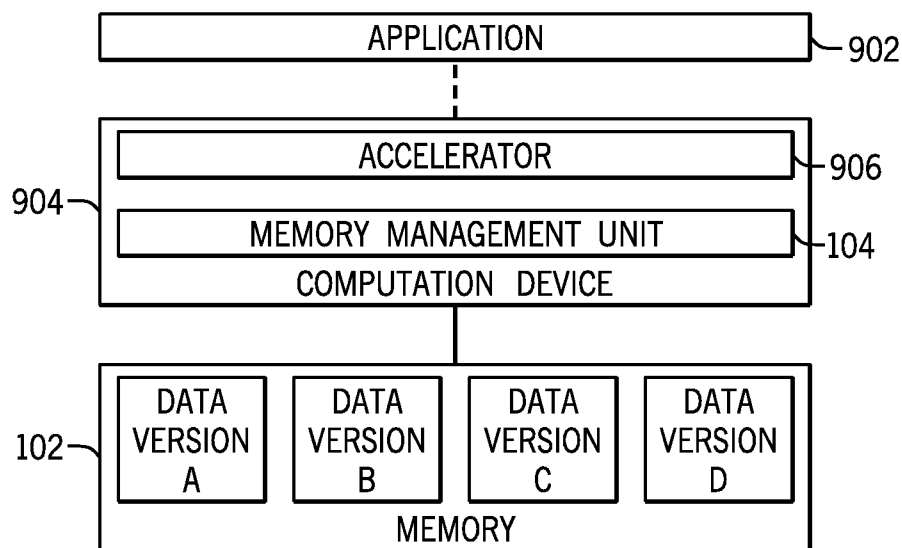 APPLICATION
902
ACCELERATOR
906
904
MEMORY MANAGEMENT UNIT
104
COMPUTATION DEVICE
DATA VERSION A
DATA VERSION B
DATA VERSION C
DATA VERSION D
102
MEMORY